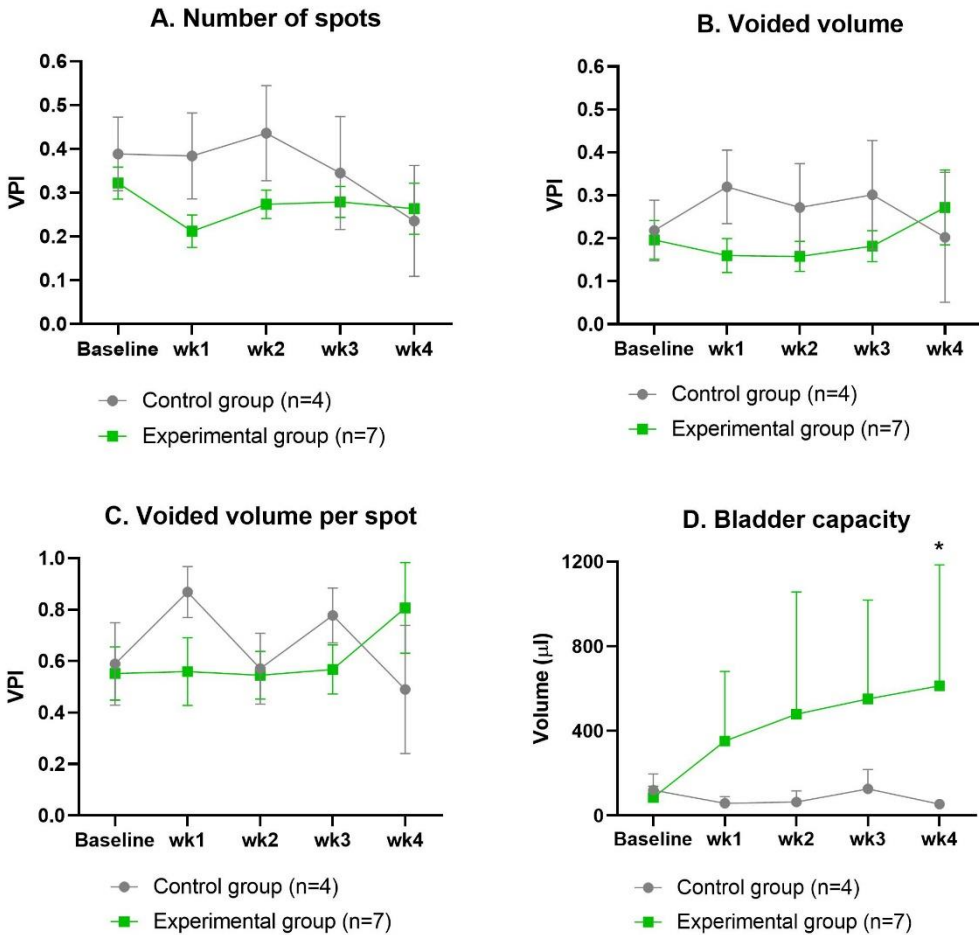 A. Number of spots
VPI
0.6
0.5
0.4
0.3
0.2
0.1
0.0
Baseline wk1 wk2 wk3 wk4
Control group (n=4)
Experimental group (n=7)
B. Voided volume
VPI
0.6
0.5
0.4
0.3
0.2
0.1
0.0
Baseline wk1 wk2 wk3 wk4
Control group (n=4)
Experimental group (n=7)
C. Voided volume per spot
VPI
1.0
0.8
0.6
0.4
0.2
0.0
Baseline wk1 wk2 wk3 wk4
Control group (n=4)
Experimental group (n=7)
D. Bladder capacity
*
Volume (µl)
1200
800
400
0
Baseline wk1 wk2 wk3 wk4
Control group (n=4)
Experimental group (n=7)